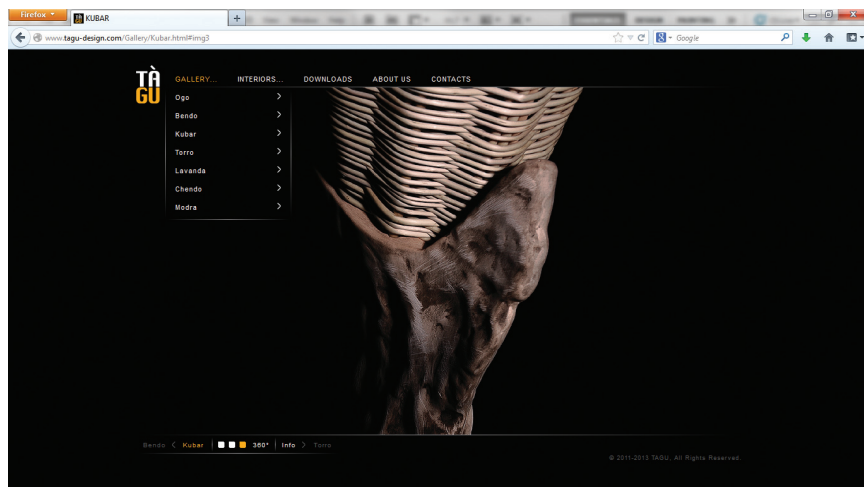 Firefox
KUBAR
www.tagu-design.com/Gallery/Kubar.html#img3
Google
TÀ
GU
GALLERY... INTERIORS... DOWNLOADS ABOUT US CONTACTS
Ogo
Bendo
Kubar
Torro
Lavanda
Chendo
Modra
Bendo < Kubar 360° Info > Torro
© 2011-2013 TAGU. All Rights Reserved.